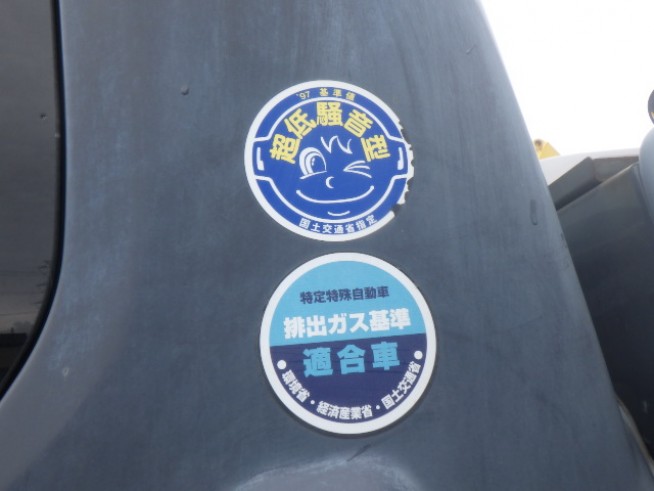 '97 基準値
超低騒音型
国土交通省指定
特定特殊自動車
排出ガス基準
適合車
●環境省・経済産業省・国土交通省●